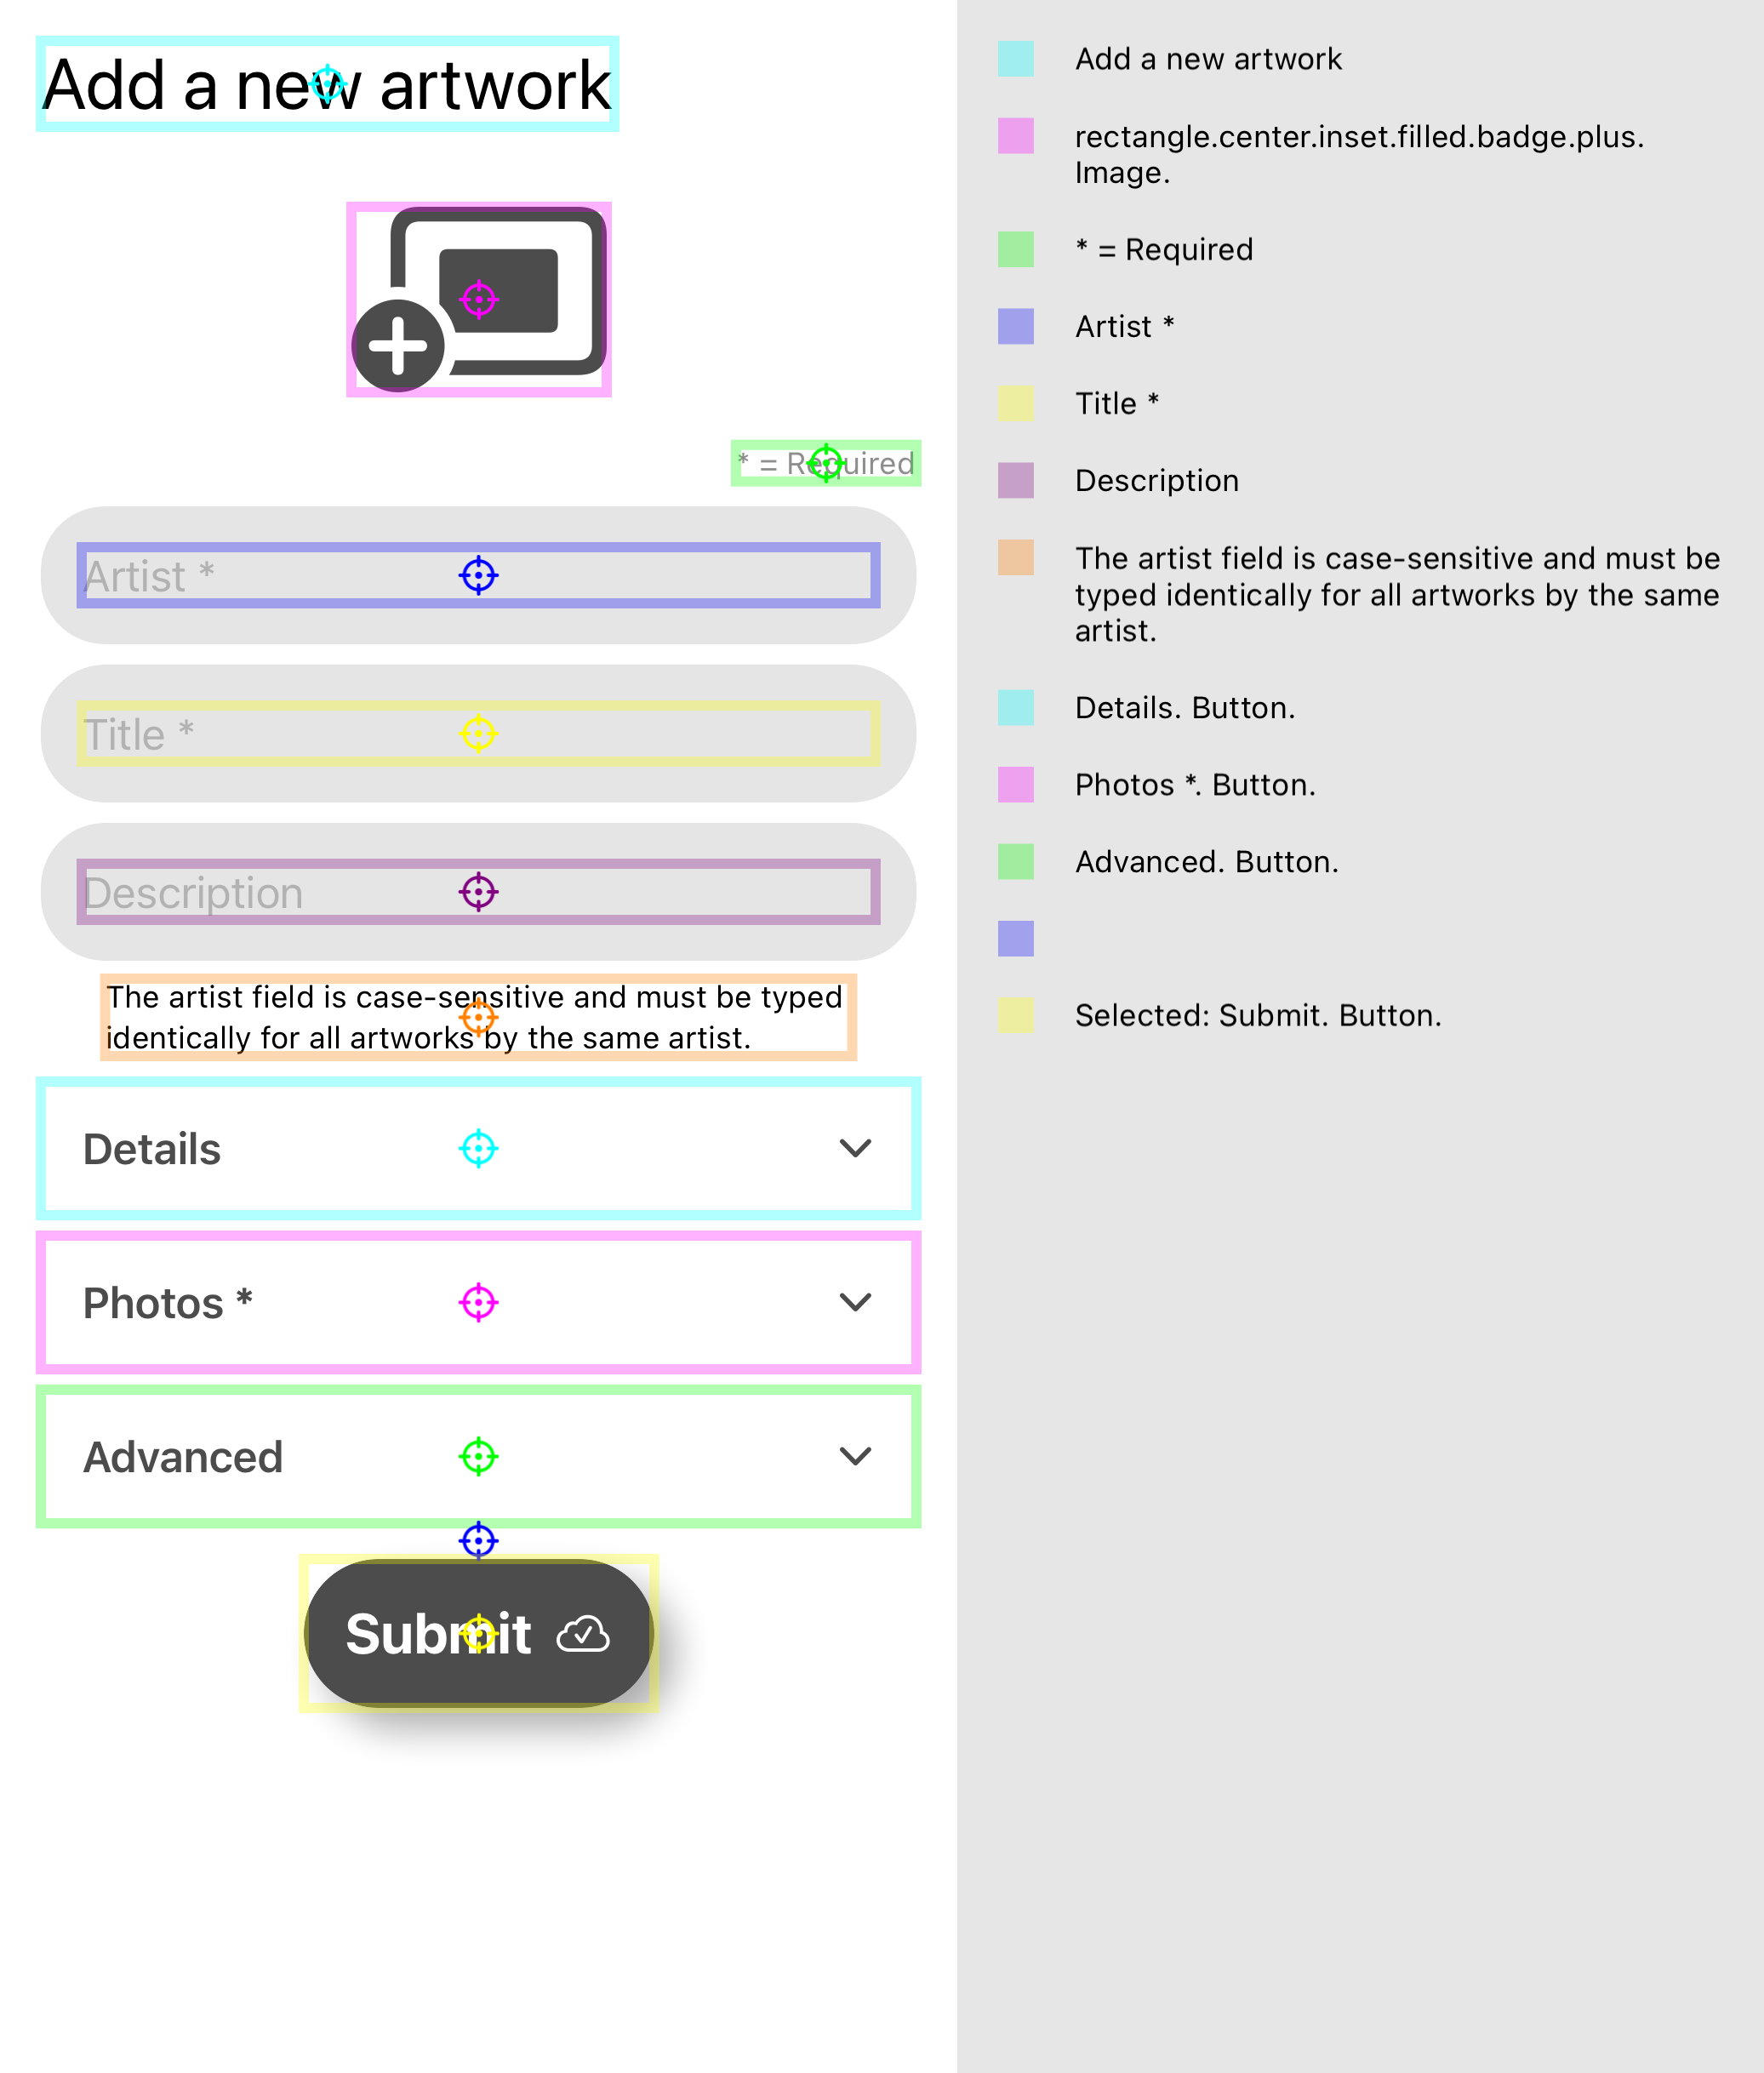 Add a new artwork
* = Required
Artist *
Title *
Description
The artist field is case-sensitive and must be typed
identically for all artworks by the same artist.
Details
Photos *
Advanced
Submit
Add a new artwork
rectangle.center.inset.filled.badge.plus.
Image.
* = Required
Artist *
Title *
Description
The artist field is case-sensitive and must be
typed identically for all artworks by the same
artist.
Details. Button.
Photos *. Button.
Advanced. Button.
Selected: Submit. Button.